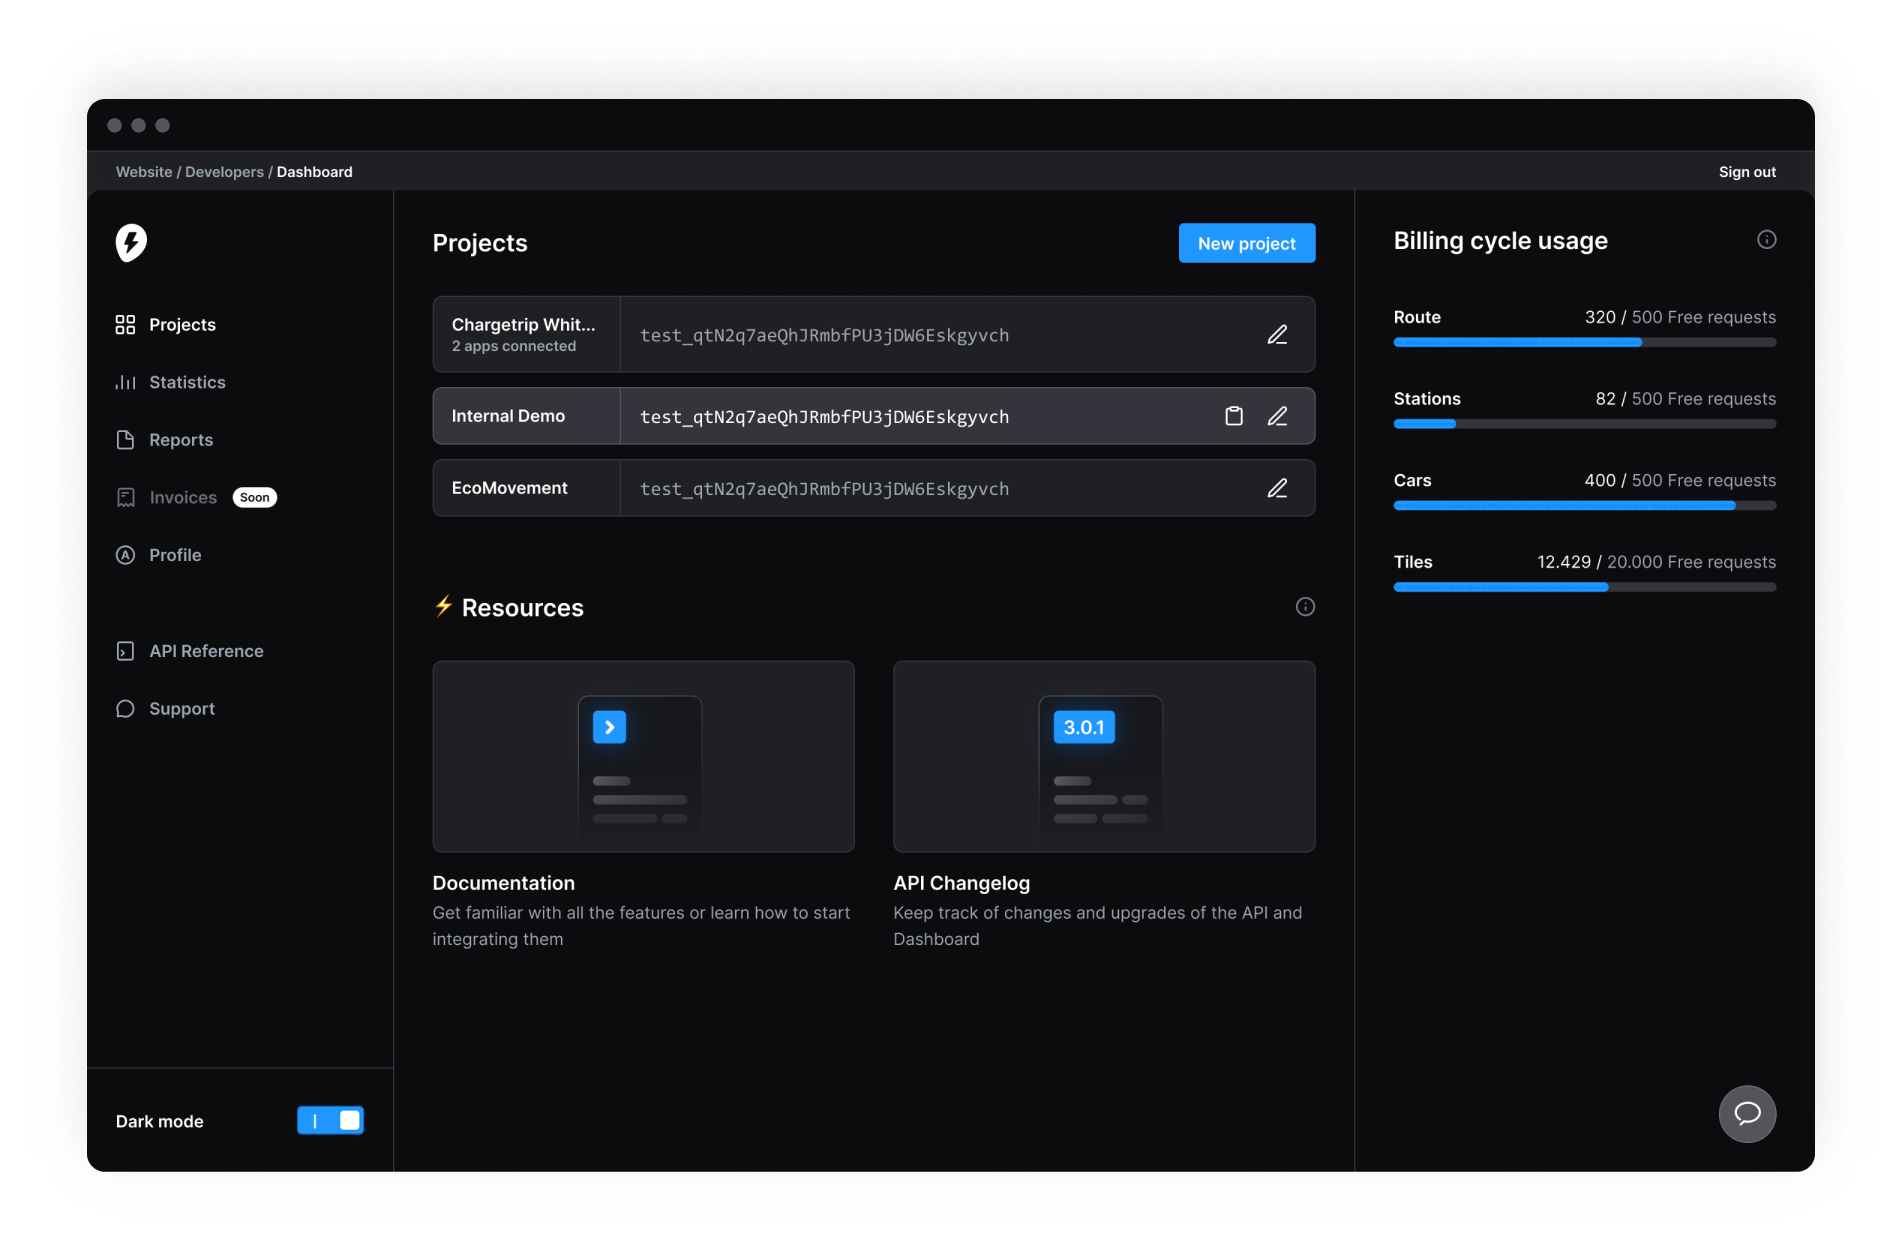 Website / Developers / Dashboard
Sign out
Projects
Statistics
Reports
Invoices Soon
Profile
API Reference
Support
Dark mode
Projects
New project
Chargetrip Whit...
2 apps connected
test_qtN2q7aeQhJRmbfPU3jDW6Eskgyvch
Internal Demo
test_qtN2q7aeQhJRmbfPU3jDW6Eskgyvch
EcoMovement
test_qtN2q7aeQhJRmbfPU3jDW6Eskgyvch
⚡ Resources
3.0.1
Documentation
Get familiar with all the features or learn how to start
integrating them
API Changelog
Keep track of changes and upgrades of the API and
Dashboard
Billing cycle usage
Route 320 / 500 Free requests
Stations 82 / 500 Free requests
Cars 400 / 500 Free requests
Tiles 12.429 / 20.000 Free requests